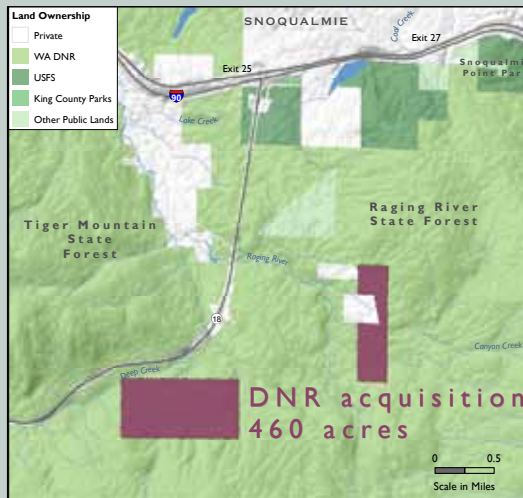 Land Ownership
Private
WA DNR
USFS
King County Parks
Other Public Lands
SNOQUALMIE
Coal Creek
Exit 25
Exit 27
90
Snoqualmie
Point Park
Lake Creek
Tiger Mountain
State
Forest
Raging River
State Forest
Raging River
18
Canyon Creek
Deep Creek
DNR acquisition
460 acres
0 0.5
Scale in Miles